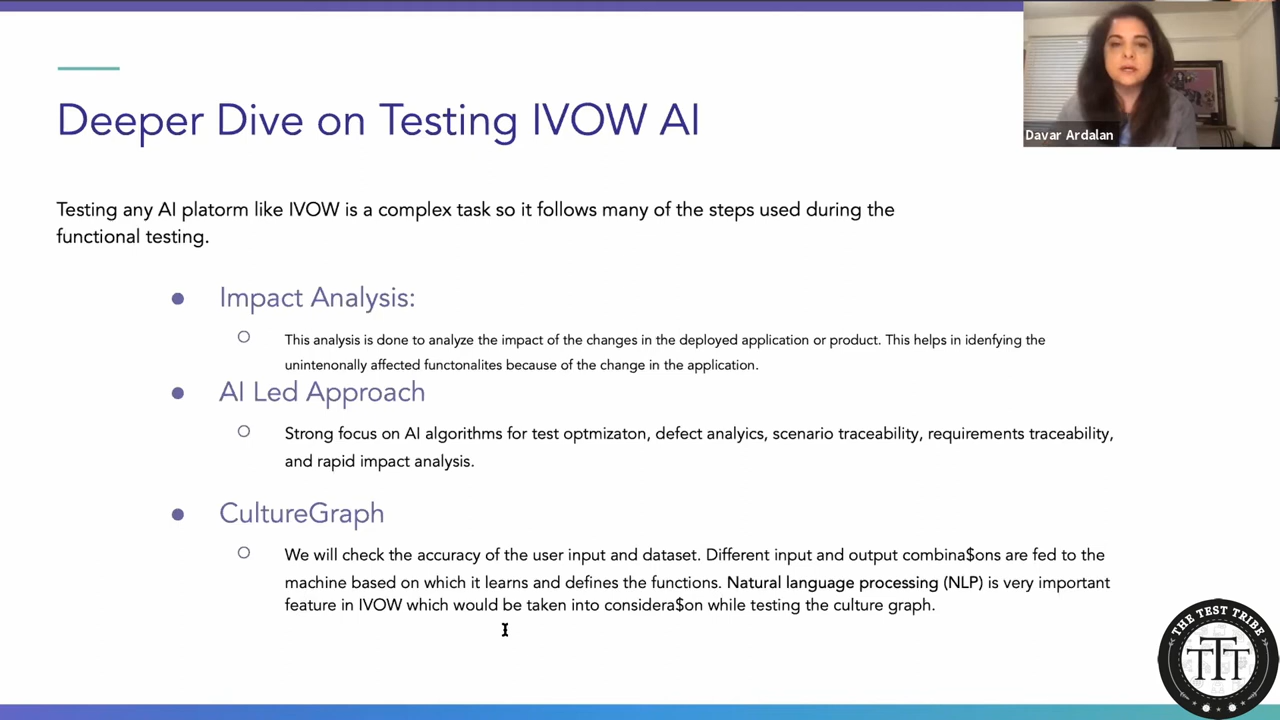 Deeper Dive on Testing IVOW AI
Davar Ardalan
Testing any AI platorm like IVOW is a complex task so it follows many of the steps used during the
functional testing.
Impact Analysis:
This analysis is done to analyze the impact of the changes in the deployed application or product. This helps in idenfying the
unintenonally affected functonalites because of the change in the application.
AI Led Approach
Strong focus on AI algorithms for test optmizaton, defect analyics, scenario traceability, requirements traceability,
and rapid impact analysis.
CultureGraph
We will check the accuracy of the user input and dataset. Different input and output combina$ons are fed to the
machine based on which it learns and defines the functions. Natural language processing (NLP) is very important
feature in IVOW which would be taken into considera$on while testing the culture graph.
THE TEST TRIBE
TTT